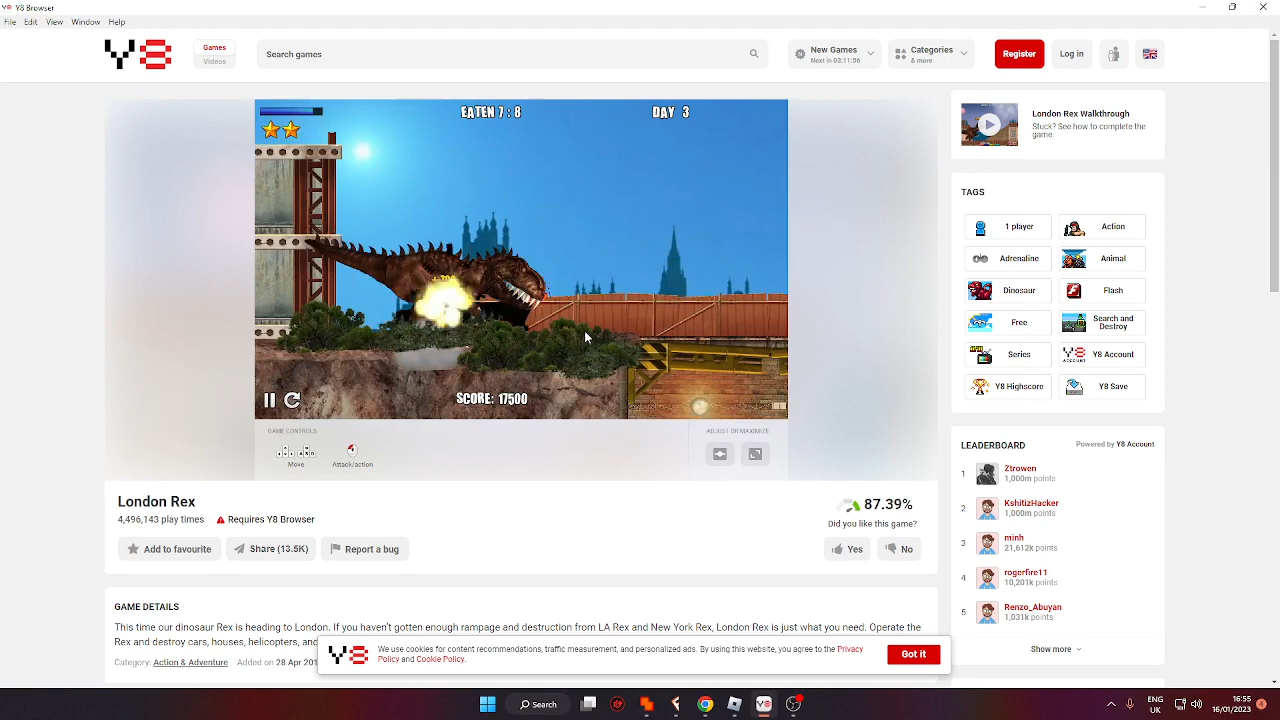 Y8 Browser
File Edit View Window Help
Y8
Games
Videos
Search games
New Games
Next in 03:11:56
Categories
& more
Register
Log in
EATEN 7 : 8
DAY 3
SCORE: 17500
GAME CONTROLS
Move
Attack/action
ADJUST OR MAXIMIZE
London Rex
4,496,143 play times
Requires Y8 Browser
87.39%
Did you like this game?
Add to favourite
Share (13.5K)
Report a bug
Yes
No
GAME DETAILS
This time our dinosaur Rex is heading to London. If you haven't gotten enough rampage and destruction from LA Rex and New York Rex, London Rex is just what you need. Operate the
Rex and destroy cars, houses, helicopters, and
Category: Action & Adventure
Added on 28 Apr 201
London Rex Walkthrough
Stuck? See how to complete the
game.
TAGS
1 player
Action
Adrenaline
Animal
Dinosaur
Flash
Free
Search and
Destroy
Series
Y8 Account
Y8 Highscore
Y8 Save
LEADERBOARD
Powered by Y8 Account
1 Ztrowen
1,000m points
2 KshitizHacker
1,000m points
3 minh
21,612k points
4 rogerfire11
10,201k points
5 Renzo_Abuyan
1,031k points
Show more
Y8
We use cookies for content recommendations, traffic measurement, and personalized ads. By using this website, you agree to the Privacy
Policy and Cookie Policy.
Got it
Search
ENG
UK
16:55
16/01/2023